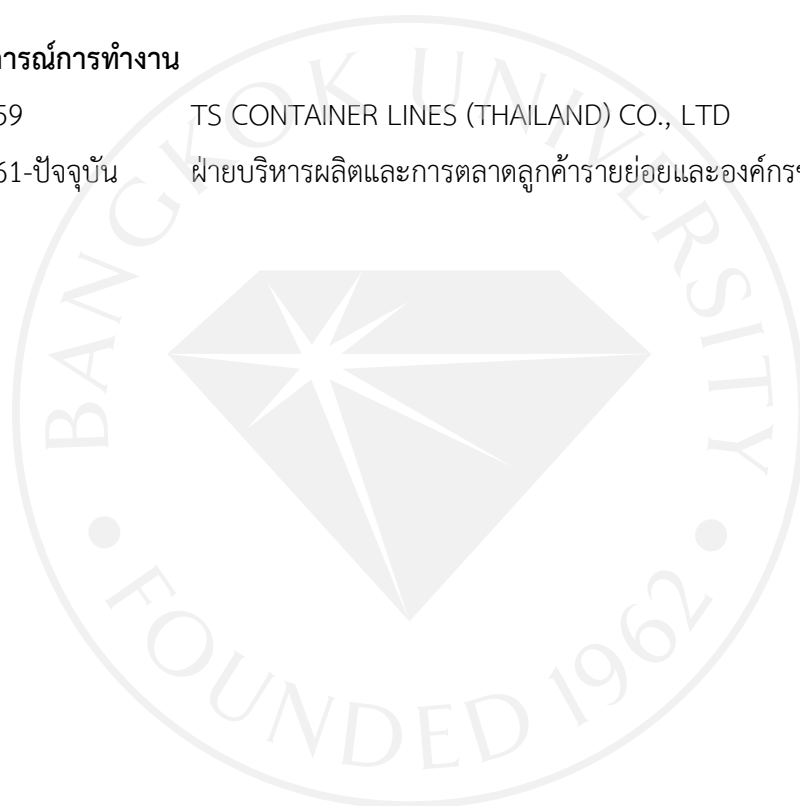 การณ์การทำงาน
59 TS CONTAINER LINES (THAILAND) CO., LTD
61-ปัจจุบัน ฝ่ายบริหารผลิตและการตลาดลูกค้ารายย่อยและองค์กร
BANGKOK UNIVERSITY
• FOUNDED 1962 •